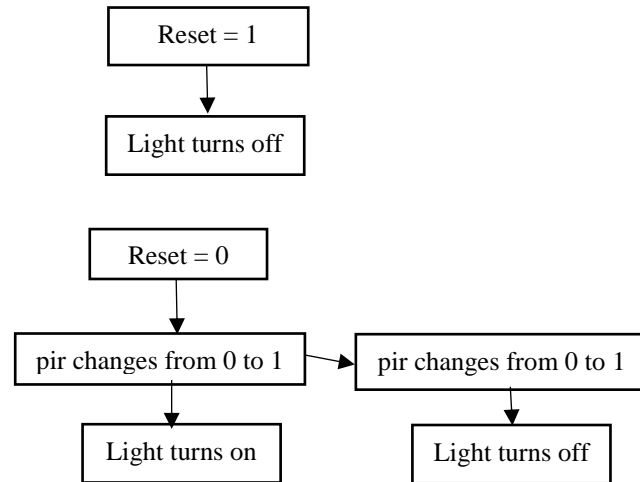 Reset = 1
Light turns off
Reset = 0
pir changes from 0 to 1
pir changes from 0 to 1
Light turns on
Light turns off